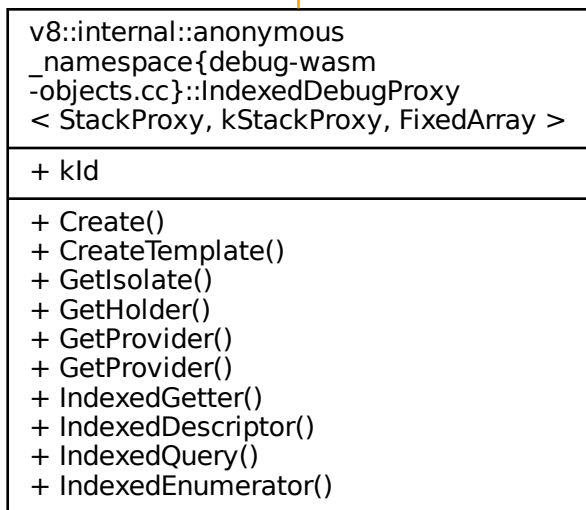 v8::internal::anonymous
_namespace{debug-wasm
-objects.cc}::IndexedDebugProxy
< StackProxy, kStackProxy, FixedArray >
+ kId
+ Create()
+ CreateTemplate()
+ GetIsolate()
+ GetHolder()
+ GetProvider()
+ GetProvider()
+ IndexedGetter()
+ IndexedDescriptor()
+ IndexedQuery()
+ IndexedEnumerator()